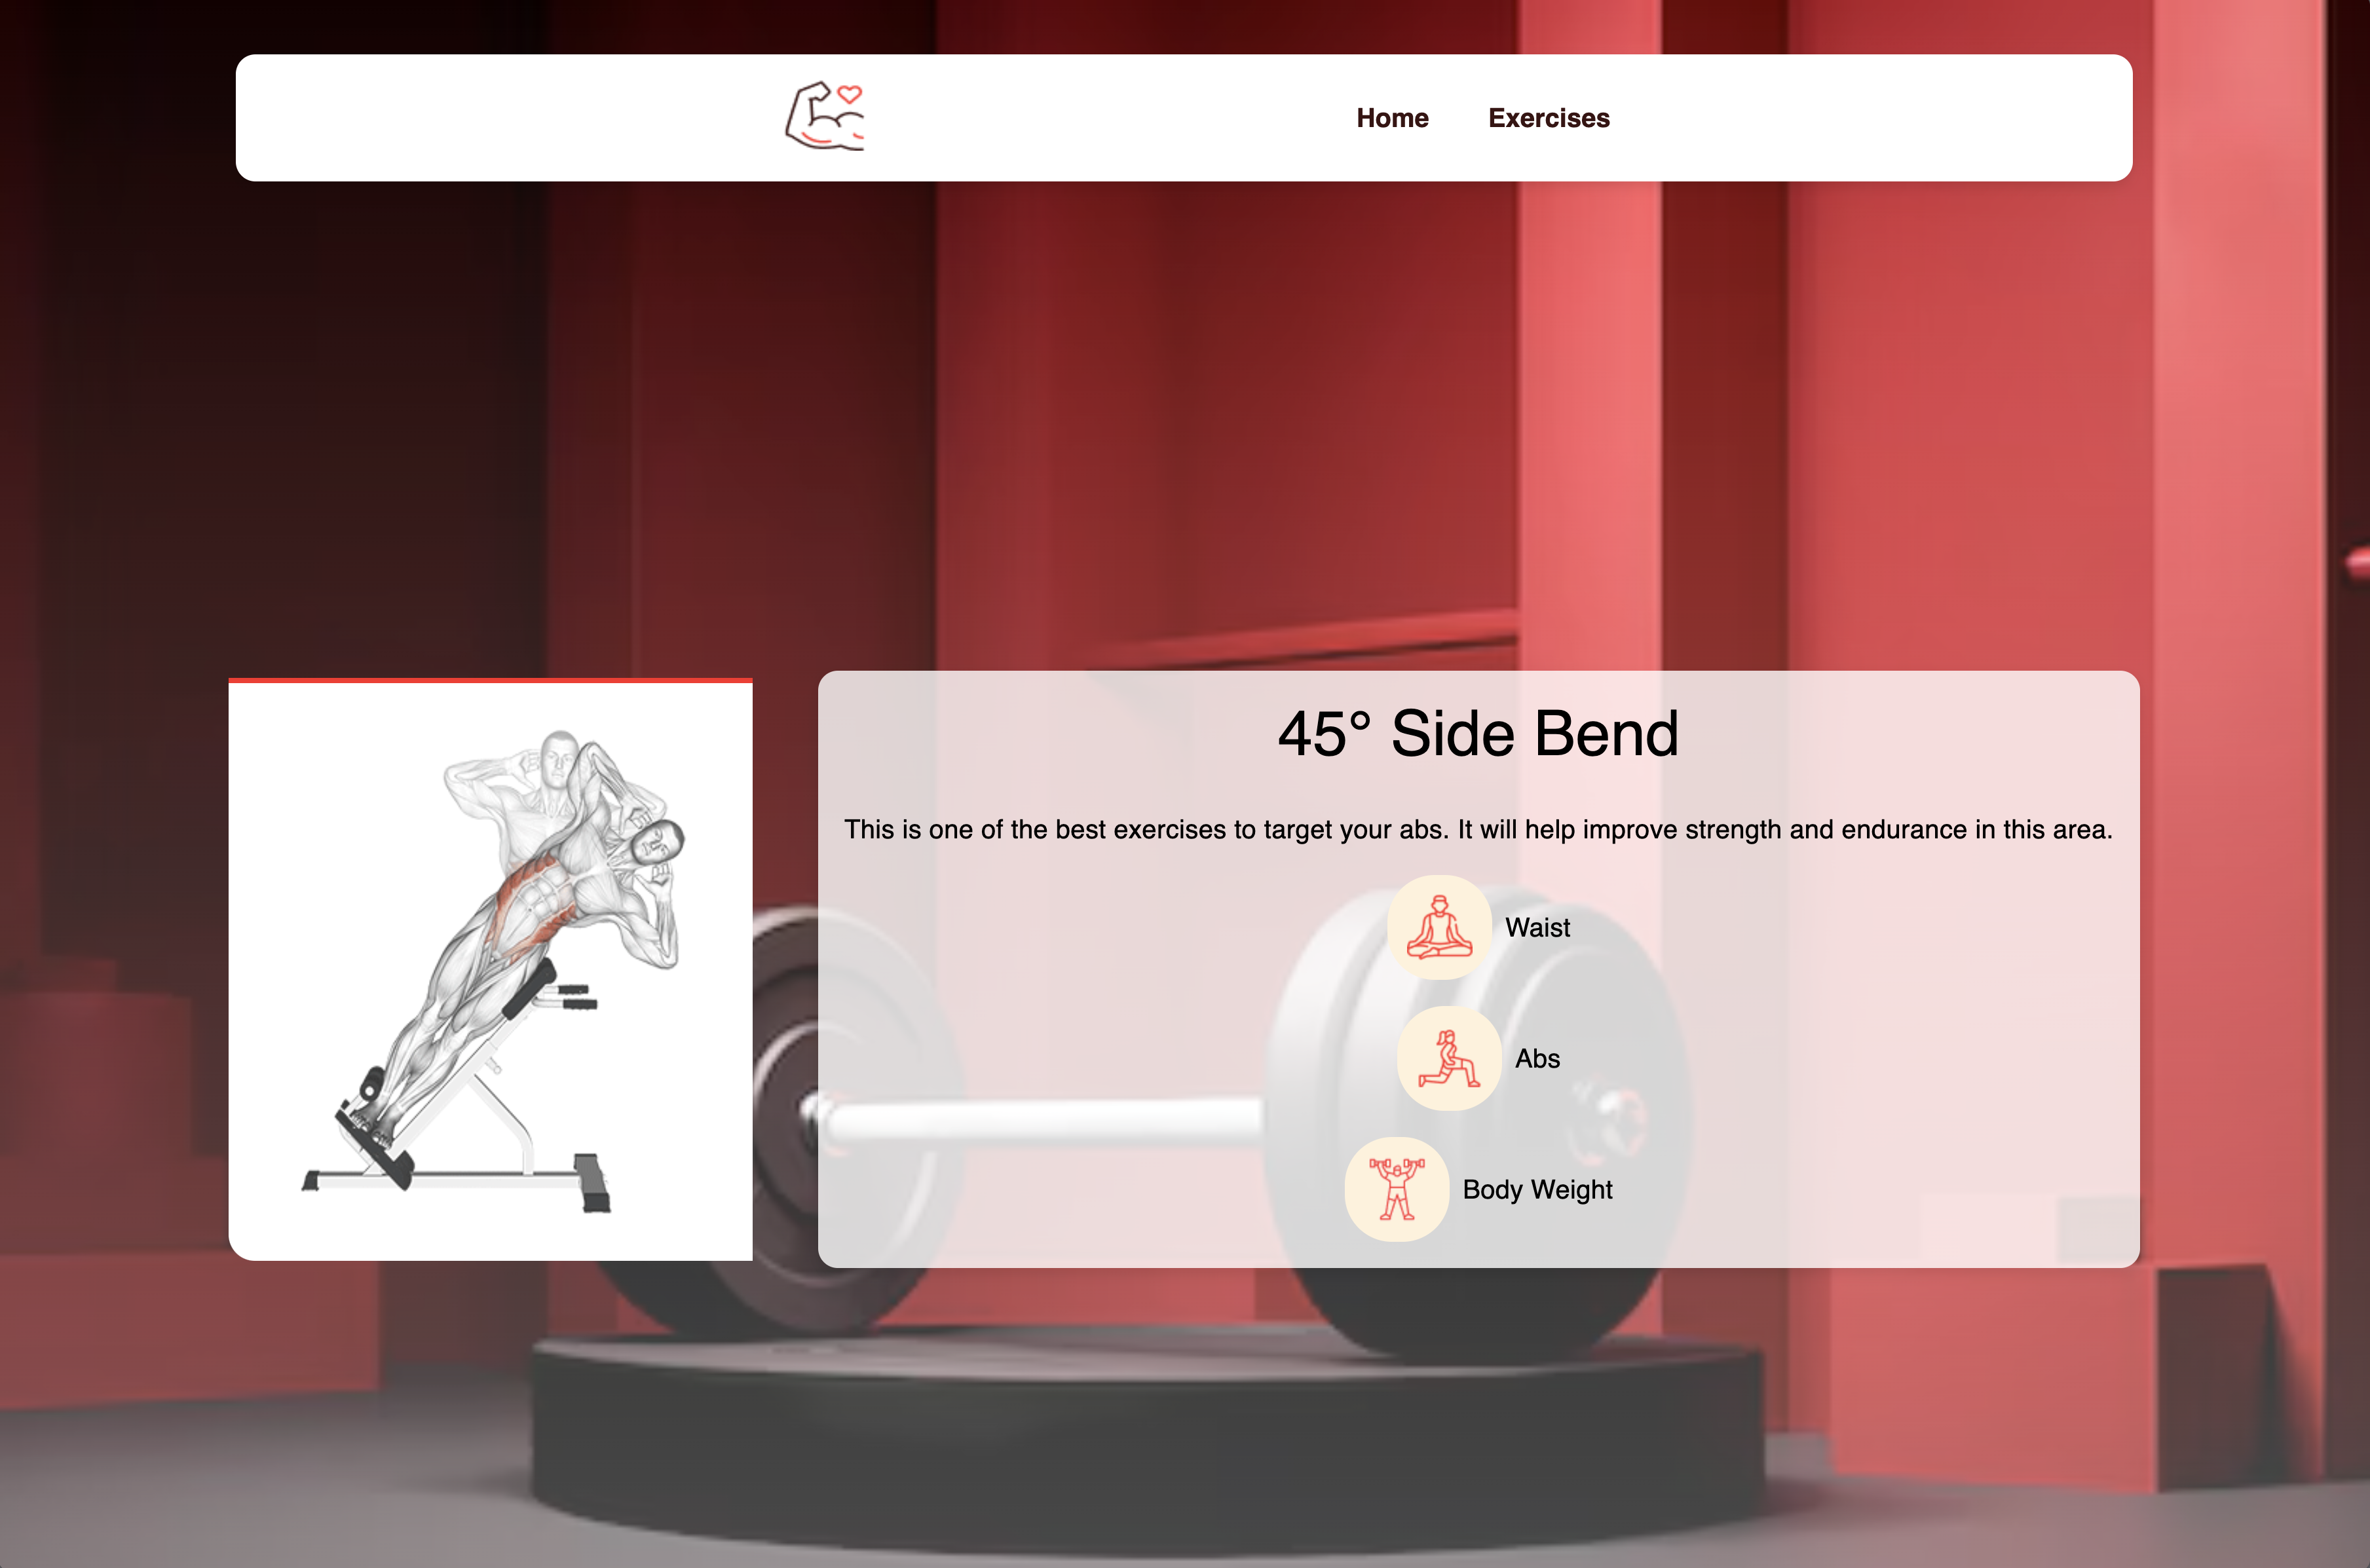 Home
Exercises
45° Side Bend
This is one of the best exercises to target your abs. It will help improve strength and endurance in this area.
Waist
Abs
Body Weight